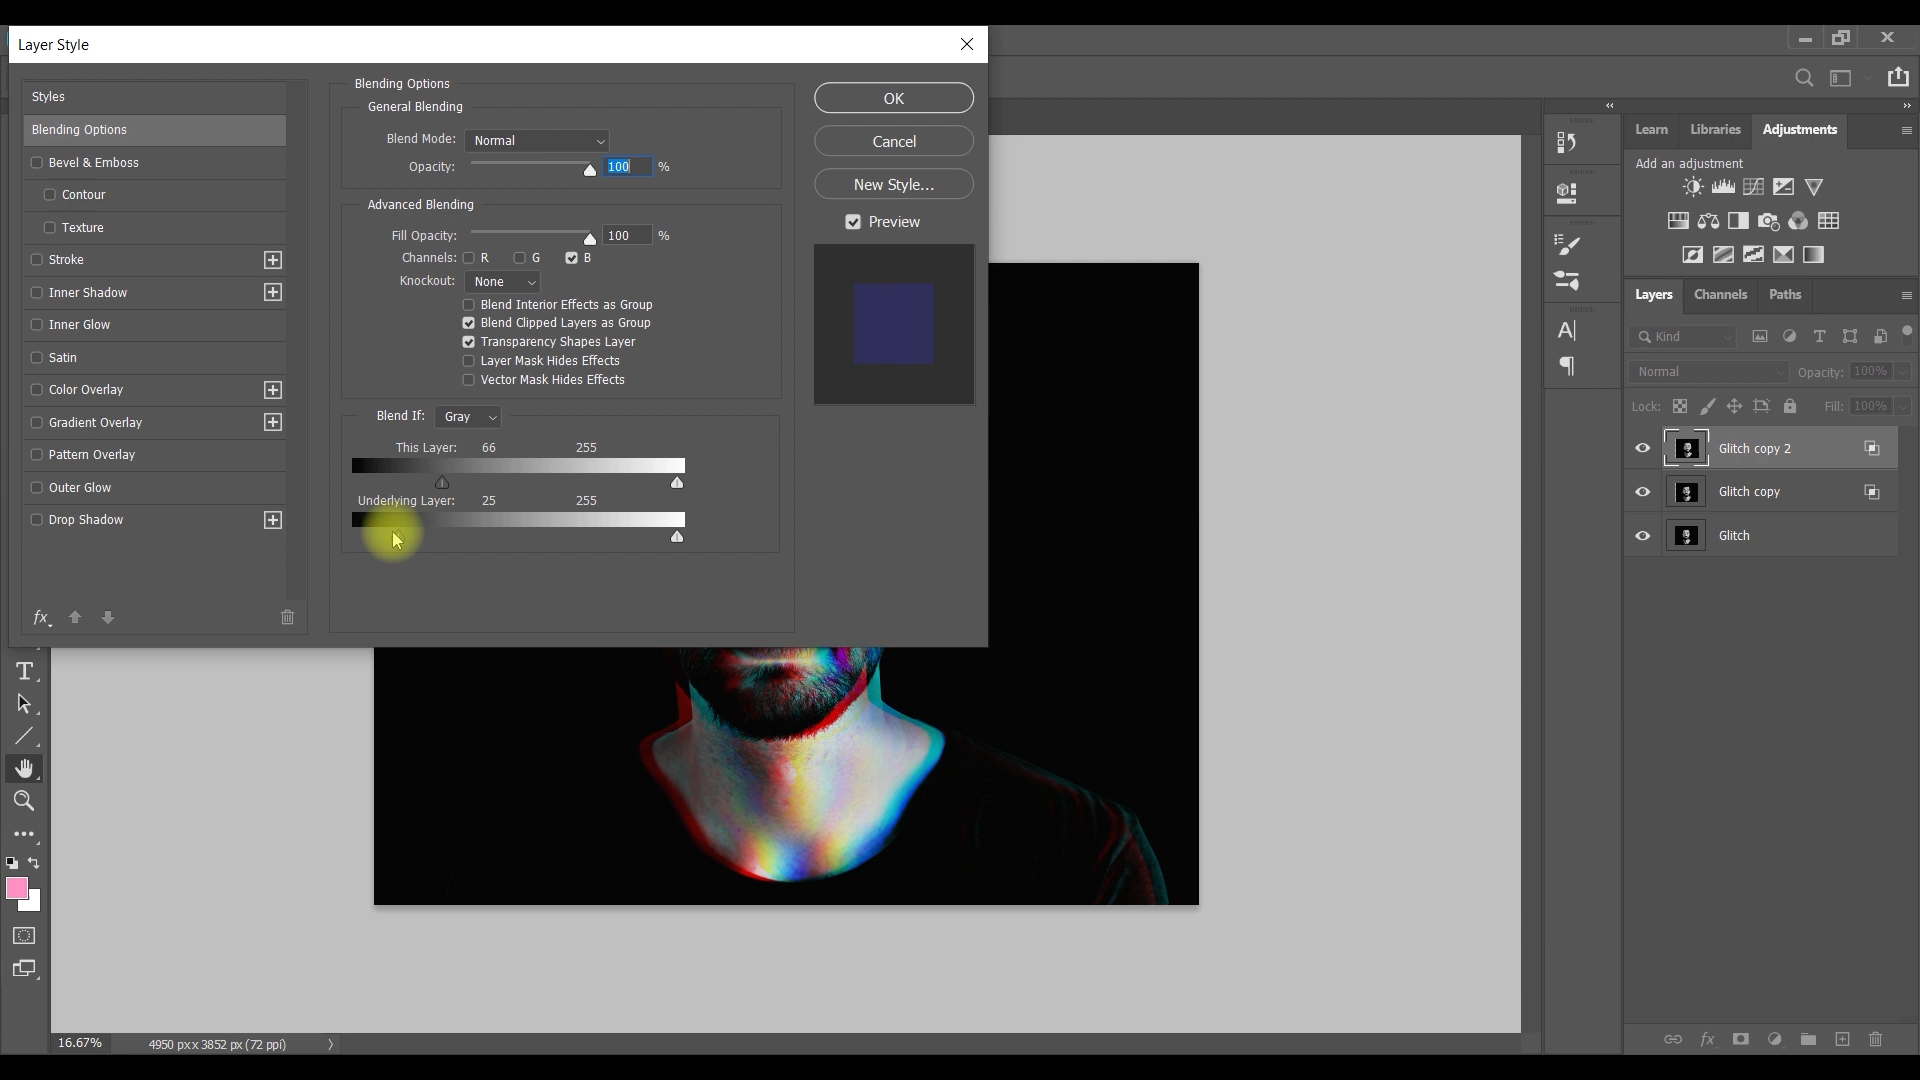 Layer Style
Styles
Blending Options
Bevel & Emboss
Contour
Texture
Stroke
Inner Shadow
Inner Glow
Satin
Color Overlay
Gradient Overlay
Pattern Overlay
Outer Glow
Drop Shadow
fx
Blending Options
General Blending
Blend Mode: Normal
Opacity: 100 %
Advanced Blending
Fill Opacity: 100 %
Channels: R G B
Knockout: None
Blend Interior Effects as Group
Blend Clipped Layers as Group
Transparency Shapes Layer
Layer Mask Hides Effects
Vector Mask Hides Effects
Blend If: Gray
This Layer: 66 255
Underlying Layer: 25 255
OK
Cancel
New Style...
Preview
Learn Libraries Adjustments
Add an adjustment
Layers Channels Paths
Kind
Normal Opacity: 100%
Lock: Fill: 100%
Glitch copy 2
Glitch copy
Glitch
fx
16.67% 4950 px x 3852 px (72 ppi)